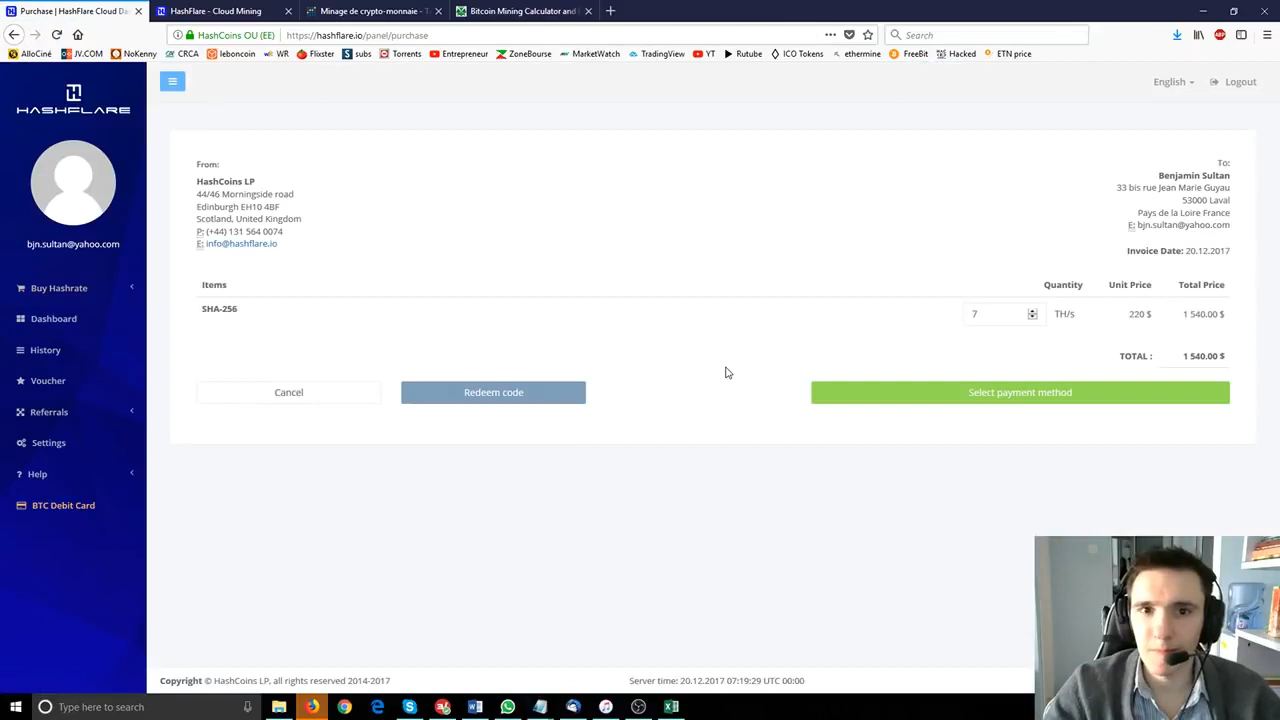 Purchase | HashFlare Cloud Da
HashFlare - Cloud Mining
Minage de crypto-monnaie - T
Bitcoin Mining Calculator and
HashCoins OU (EE)
https://hashflare.io/panel/purchase
Search
AlloCiné
JV.COM
NoKenny
CRCA
leboncoin
WR
Flixster
subs
Torrents
Entrepreneur
ZoneBourse
MarketWatch
TradingView
YT
Rutube
ICO Tokens
ethermine
FreeBit
Hacked
ETN price
HASHFLARE
bjn.sultan@yahoo.com
Buy Hashrate
Dashboard
History
Voucher
Referrals
Settings
Help
BTC Debit Card
English
Logout
From:
HashCoins LP
44/46 Morningside road
Edinburgh EH10 4BF
Scotland, United Kingdom
P: (+44) 131 564 0074
E: info@hashflare.io
To:
Benjamin Sultan
33 bis rue Jean Marie Guyau
53000 Laval
Pays de la Loire France
E: bjn.sultan@yahoo.com
Invoice Date: 20.12.2017
Items Quantity Unit Price Total Price
SHA-256 7 TH/s 220 $ 1 540.00 $
TOTAL : 1 540.00 $
Cancel
Redeem code
Select payment method
Copyright © HashCoins LP, all rights reserved 2014-2017
Server time: 20.12.2017 07:19:29 UTC 00:00
Type here to search